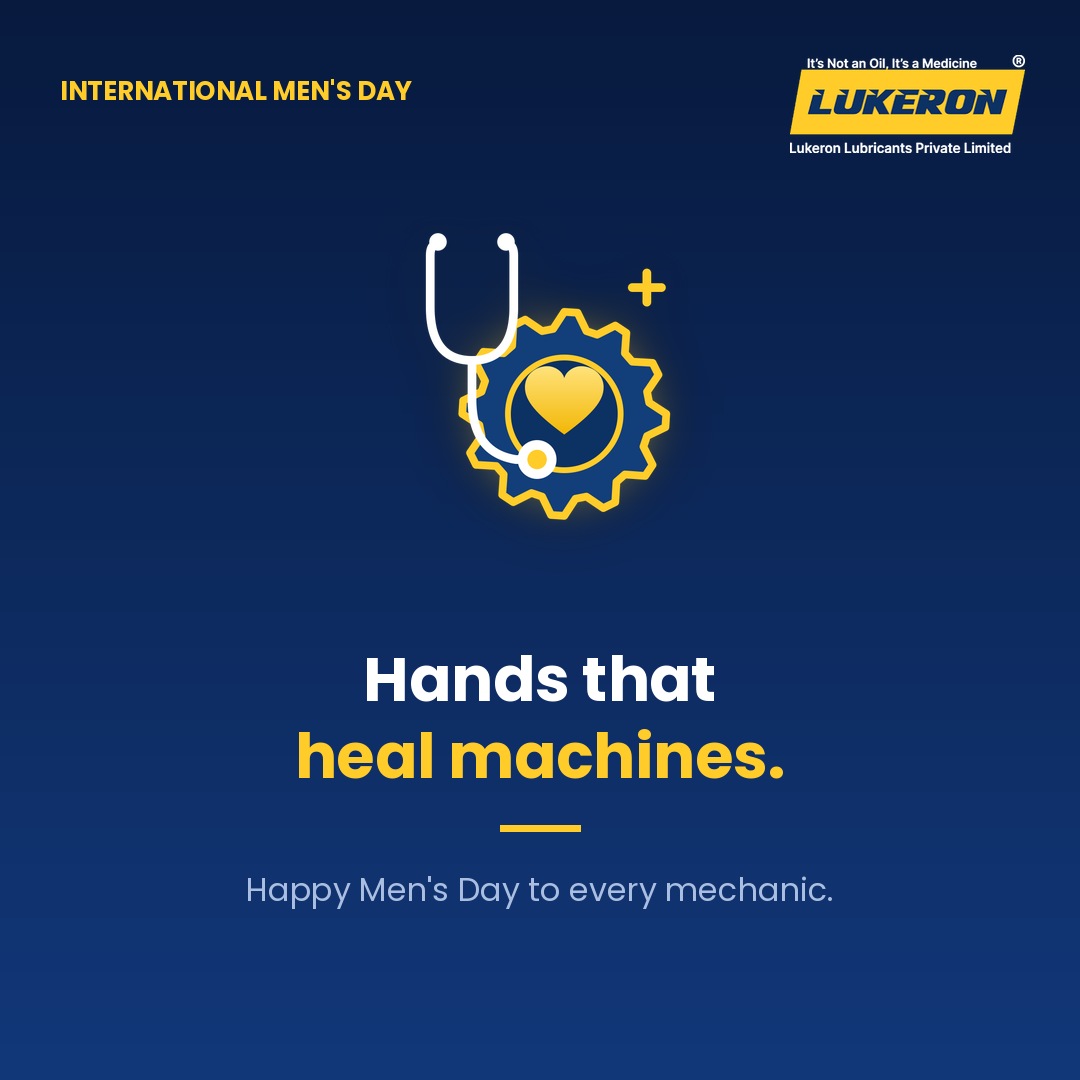 INTERNATIONAL MEN'S DAY
It's Not an Oil, It's a Medicine
®
LUKERON
Lukeron Lubricants Private Limited
Hands that
heal machines.
Happy Men's Day to every mechanic.